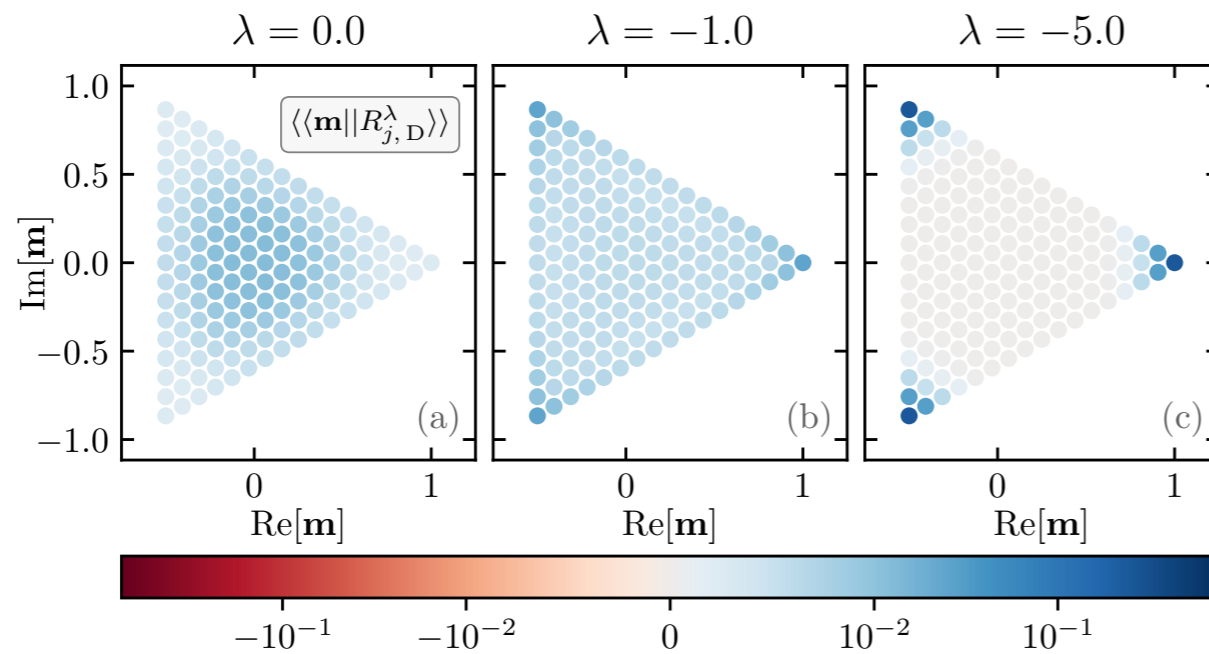 λ = 0.0
λ = −1.0
λ = −5.0
⟨⟨m||R^λ_{j, D}⟩⟩
Im[m]
1.0
0.5
0.0
−0.5
−1.0
(a)
(b)
(c)
0 1
0 1
0 1
Re[m]
Re[m]
Re[m]
−10^{−1} −10^{−2} 0 10^{−2} 10^{−1}